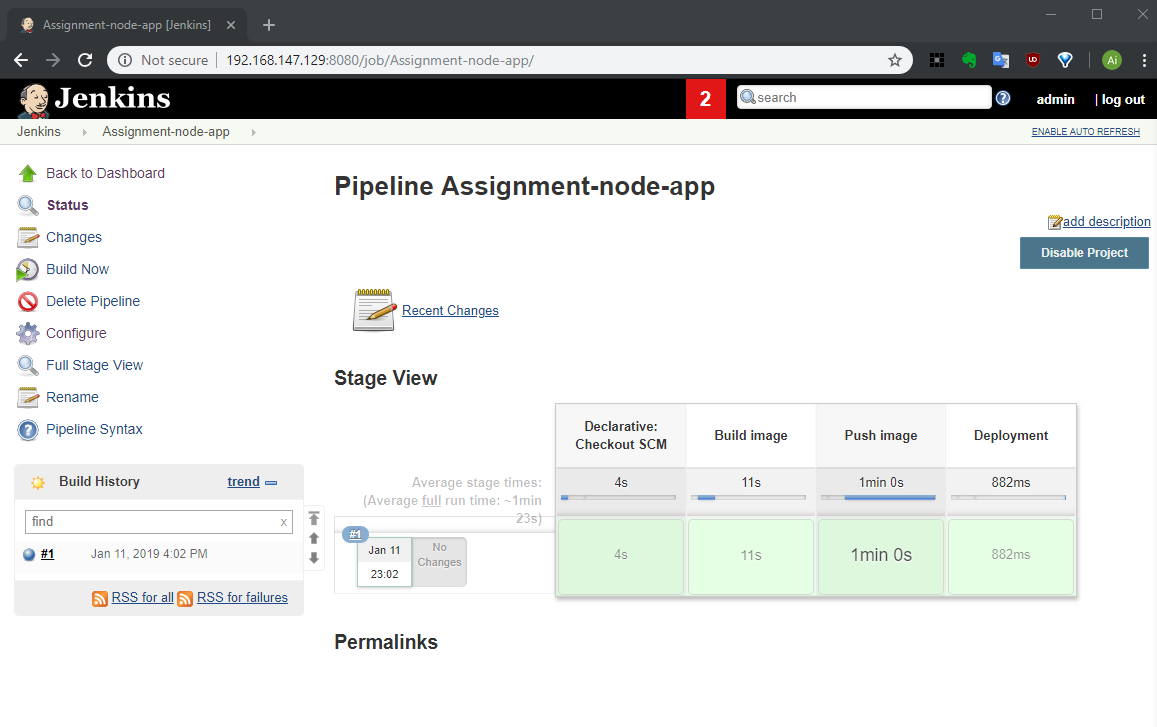 Assignment-node-app [Jenkins]
Not secure 192.168.147.129:8080/job/Assignment-node-app/
UD
Ai
Jenkins
2
search
admin
| log out
Jenkins
Assignment-node-app
ENABLE AUTO REFRESH
Back to Dashboard
Status
Changes
Build Now
Delete Pipeline
Configure
Full Stage View
Rename
Pipeline Syntax
Build History
trend
find
x
#1
Jan 11, 2019 4:02 PM
RSS for all
RSS for failures
Pipeline Assignment-node-app
add description
Disable Project
Recent Changes
Stage View
Declarative:
Checkout SCM
Build image
Push image
Deployment
Average stage times:
(Average full run time: ~1min
23s)
4s
11s
1min 0s
882ms
#1
Jan 11
23:02
No
Changes
4s
11s
1min 0s
882ms
Permalinks